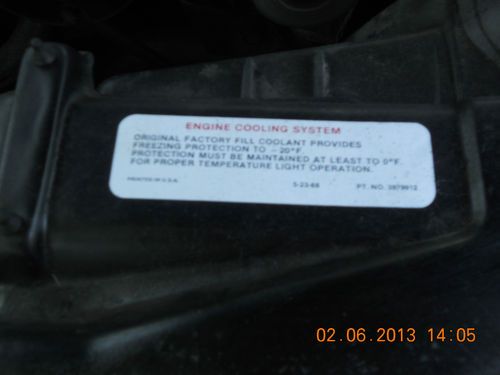 ENGINE COOLING SYSTEM
ORIGINAL FACTORY FILL COOLANT PROVIDES
FREEZING PROTECTION TO -20°F.
PROTECTION MUST BE MAINTAINED AT LEAST TO 0°F.
FOR PROPER TEMPERATURE LIGHT OPERATION.
PRINTED IN U.S.A. 5-23-68 PT. NO. 3979912
02.06.2013 14:05